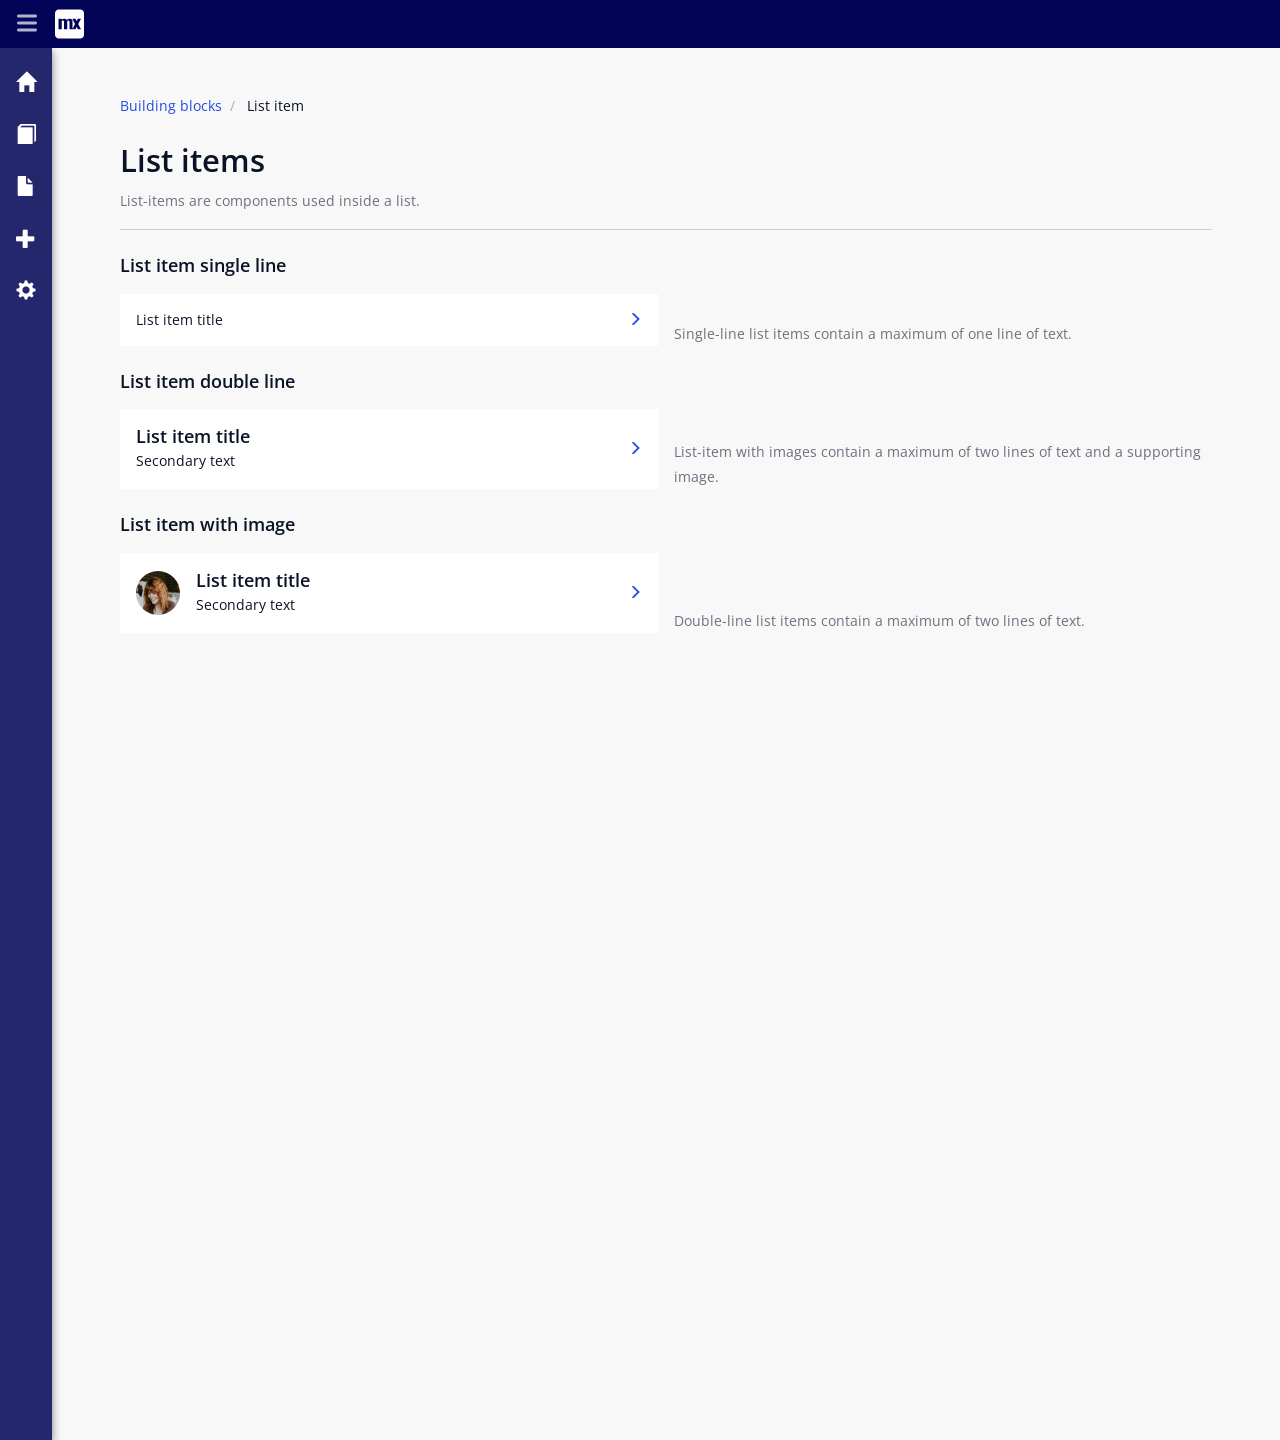 mx
Building blocks / List item
List items
List-items are components used inside a list.
List item single line
List item title
Single-line list items contain a maximum of one line of text.
List item double line
List item title
Secondary text
List-item with images contain a maximum of two lines of text and a supporting
image.
List item with image
List item title
Secondary text
Double-line list items contain a maximum of two lines of text.